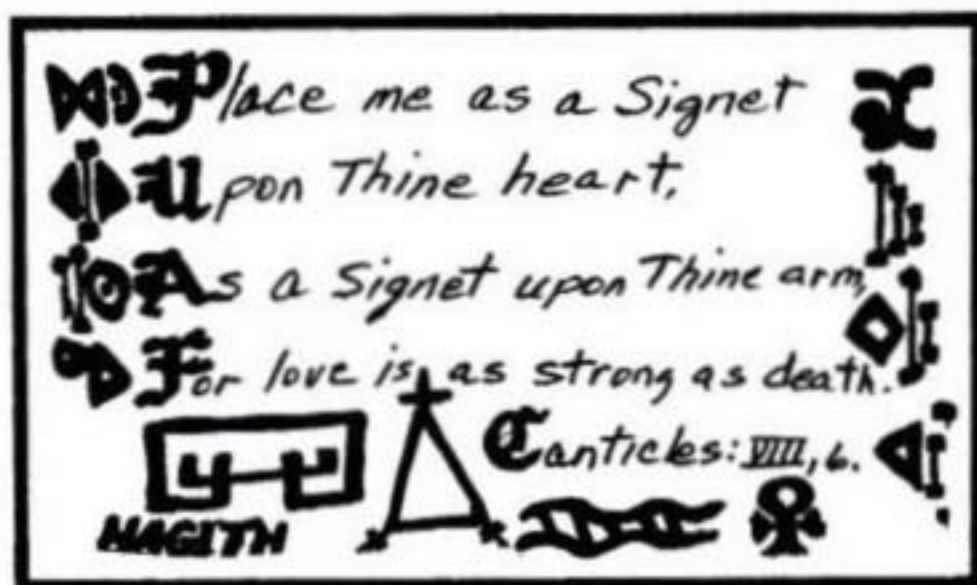 Place me as a Signet
Upon Thine heart,
As a Signet upon Thine arm,
For love is as strong as death.
Canticles: VIII, 6.
HAGITH